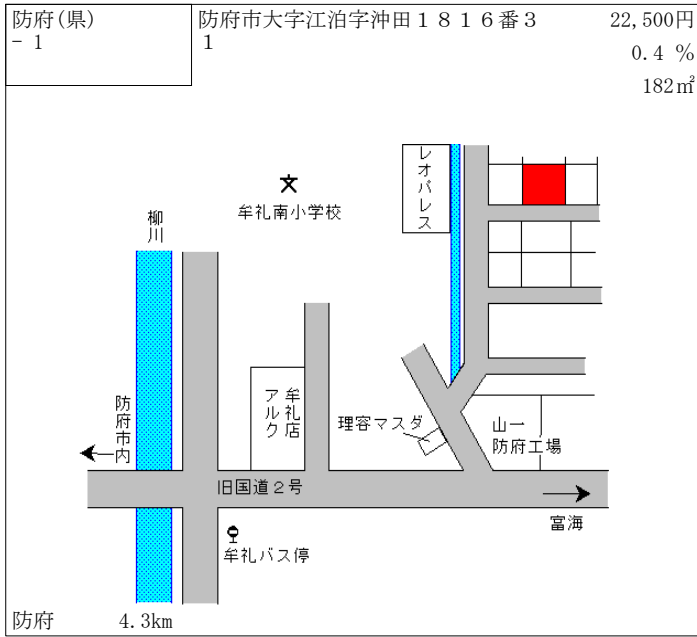 防府(県)
- 1
防府市大字江泊字沖田１８１６番３
1
22,500円
0.4 %
182㎡
レオパレス
牟礼南小学校
柳川
アルク
牟礼店
理容マスダ
山一
防府工場
防府市内
旧国道２号
富海
牟礼バス停
防府 4.3km